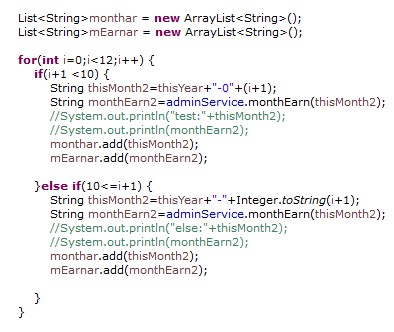 List<String>monthar = new ArrayList<String>();
List<String>mEarnar = new ArrayList<String>();
for(int i=0;i<12;i++) {
if(i+1 <10) {
String thisMonth2=thisYear+"-0"+(i+1);
String monthEarn2=adminService.monthEarn(thisMonth2);
//System.out.println("test:"+thisMonth2);
//System.out.println(monthEarn2);
monthar.add(thisMonth2);
mEarnar.add(monthEarn2);
}else if(10<=i+1) {
String thisMonth2=thisYear+"-"+Integer.toString(i+1);
String monthEarn2=adminService.monthEarn(thisMonth2);
//System.out.println("else:"+thisMonth2);
//System.out.println(monthEarn2);
monthar.add(thisMonth2);
mEarnar.add(monthEarn2);
}
}